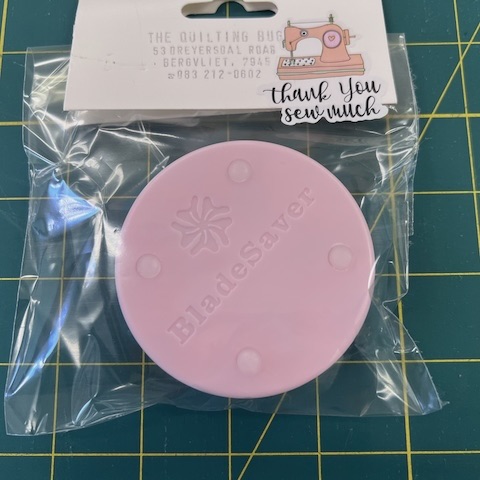 THE QUILTING BUG
53 DREYERSDAL ROAD
BERGVLIET, 7945
☎083 212-0602
thank You
sew much
BladeSaver